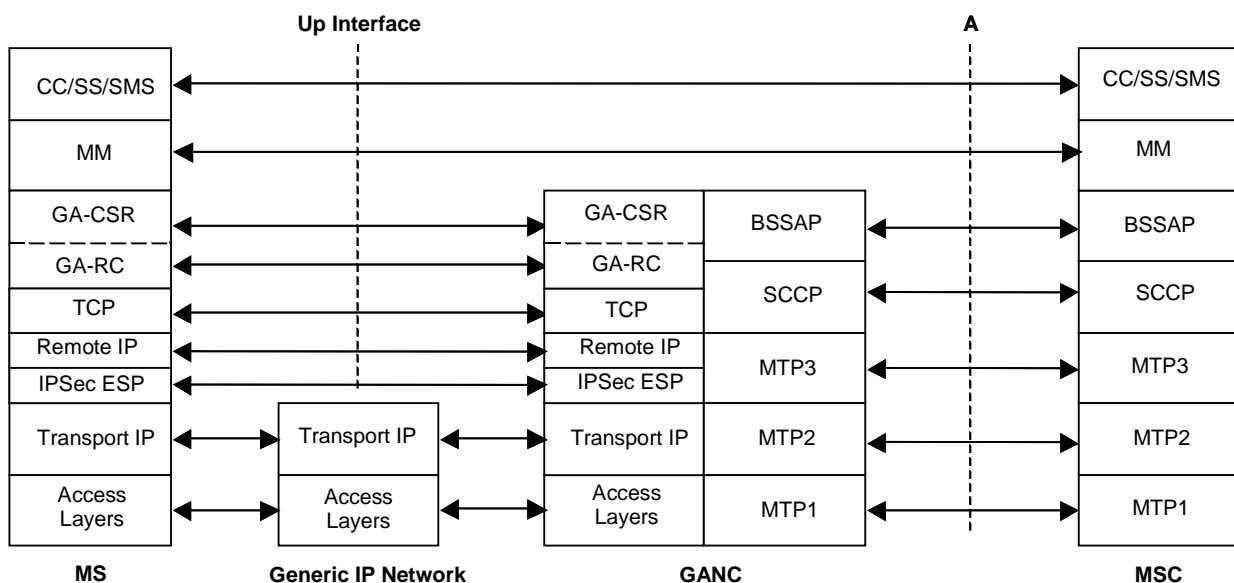 Up Interface
A
CC/SS/SMS
CC/SS/SMS
MM
MM
GA-CSR
GA-CSR
BSSAP
BSSAP
GA-RC
GA-RC
SCCP
SCCP
TCP
TCP
Remote IP
Remote IP
MTP3
MTP3
IPSec ESP
IPSec ESP
Transport IP
Transport IP
Transport IP
MTP2
MTP2
Access
Layers
Access
Layers
Access
Layers
MTP1
MTP1
MS
Generic IP Network
GANC
MSC